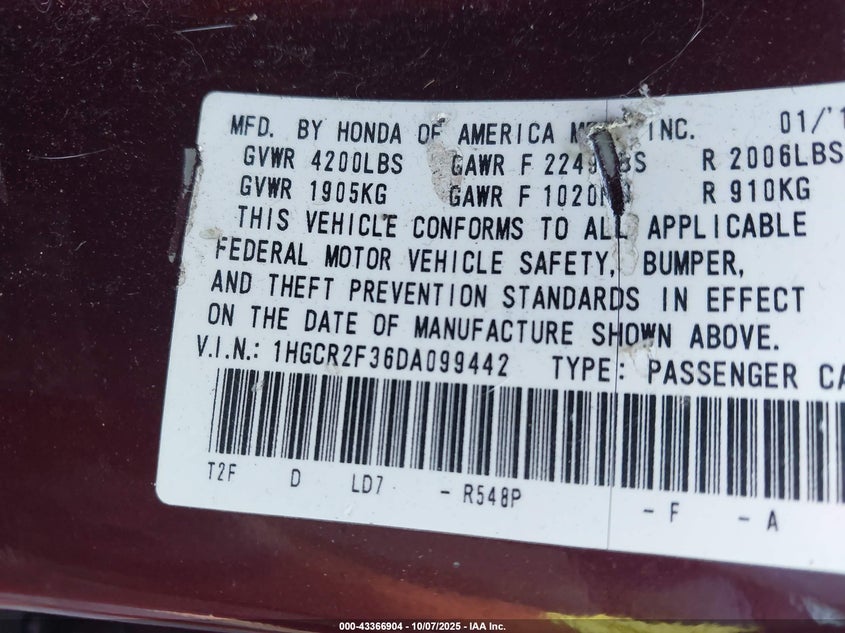 MFD. BY HONDA OF AMERICA INC. 01/'1
GVWR 4200LBS GAWR F R 2006LBS
GVWR 1905KG GAWR F R 910KG
THIS VEHICLE CONFORMS TO ALL APPLICABLE
FEDERAL MOTOR VEHICLE SAFETY, BUMPER,
AND THEFT PREVENTION STANDARDS IN EFFECT
ON THE DATE OF MANUFACTURE SHOWN ABOVE.
V.I.N.: 1HGCR2F36DA099442 TYPE: PASSENGER CA
T2F D LD7 - R548P - F - A
000-43366904 - 10/07/2025 - IAA Inc.